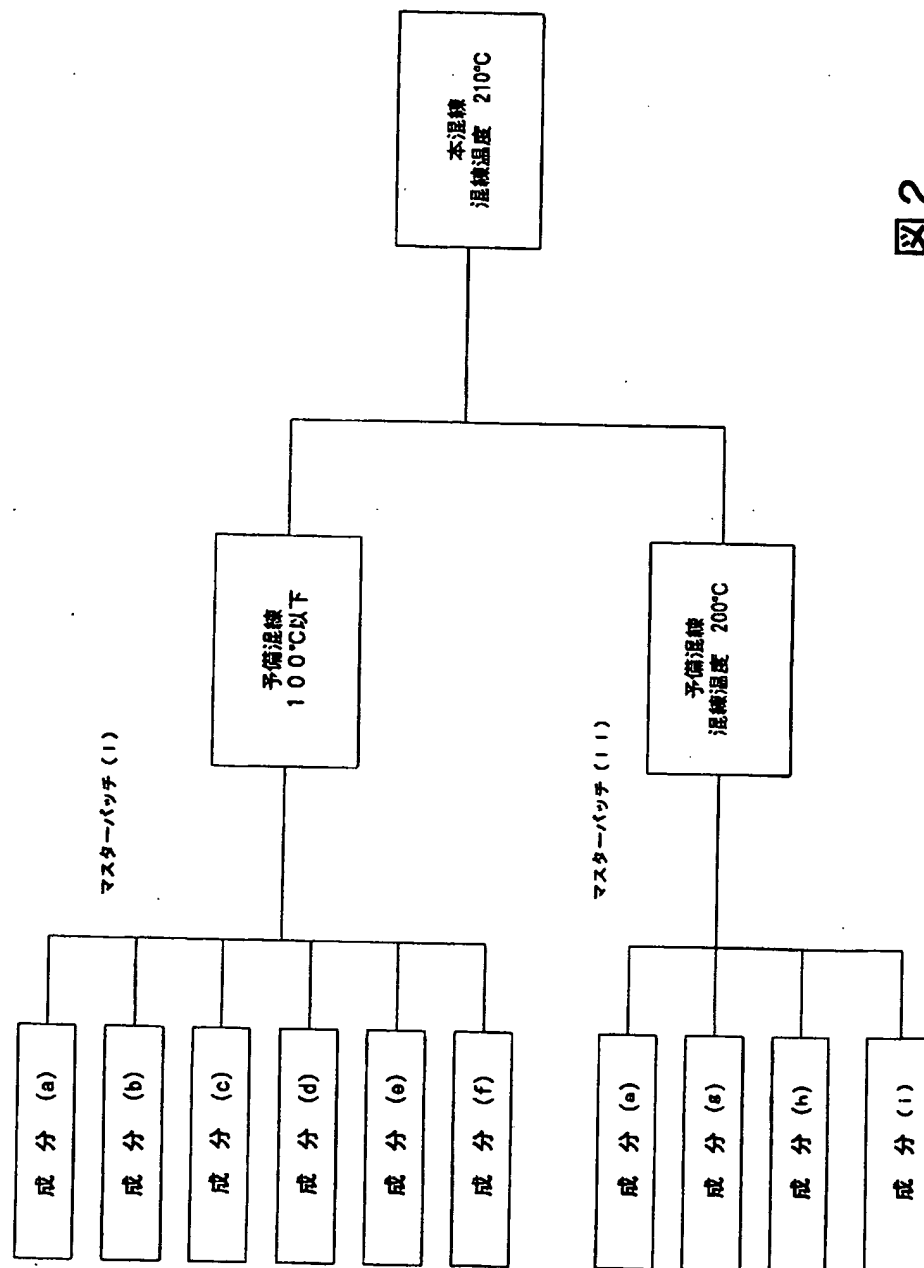 成 分 (a)
成 分 (b)
成 分 (c)
成 分 (d)
成 分 (e)
成 分 (f)
マスターバッチ (I)
予備混練
100℃以下
成 分 (a)
成 分 (g)
成 分 (h)
成 分 (i)
マスターバッチ (II)
予備混練
混練温度 200℃
本混練
混練温度 210℃
図2